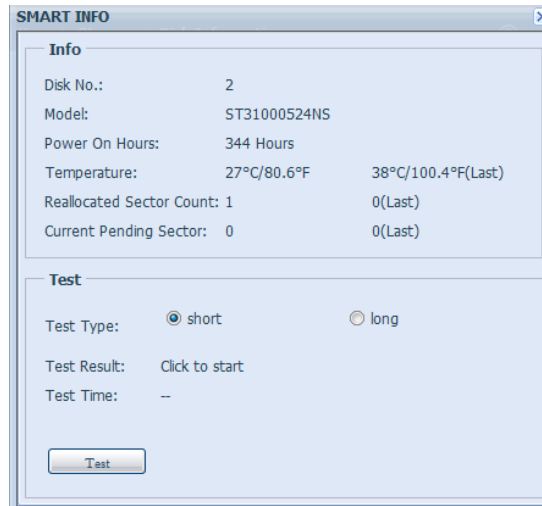 SMART INFO
Info
Disk No.: 2
Model: ST31000524NS
Power On Hours: 344 Hours
Temperature: 27°C/80.6°F 38°C/100.4°F(Last)
Reallocated Sector Count: 1 0(Last)
Current Pending Sector: 0 0(Last)
Test
Test Type: short long
Test Result: Click to start
Test Time: --
Test